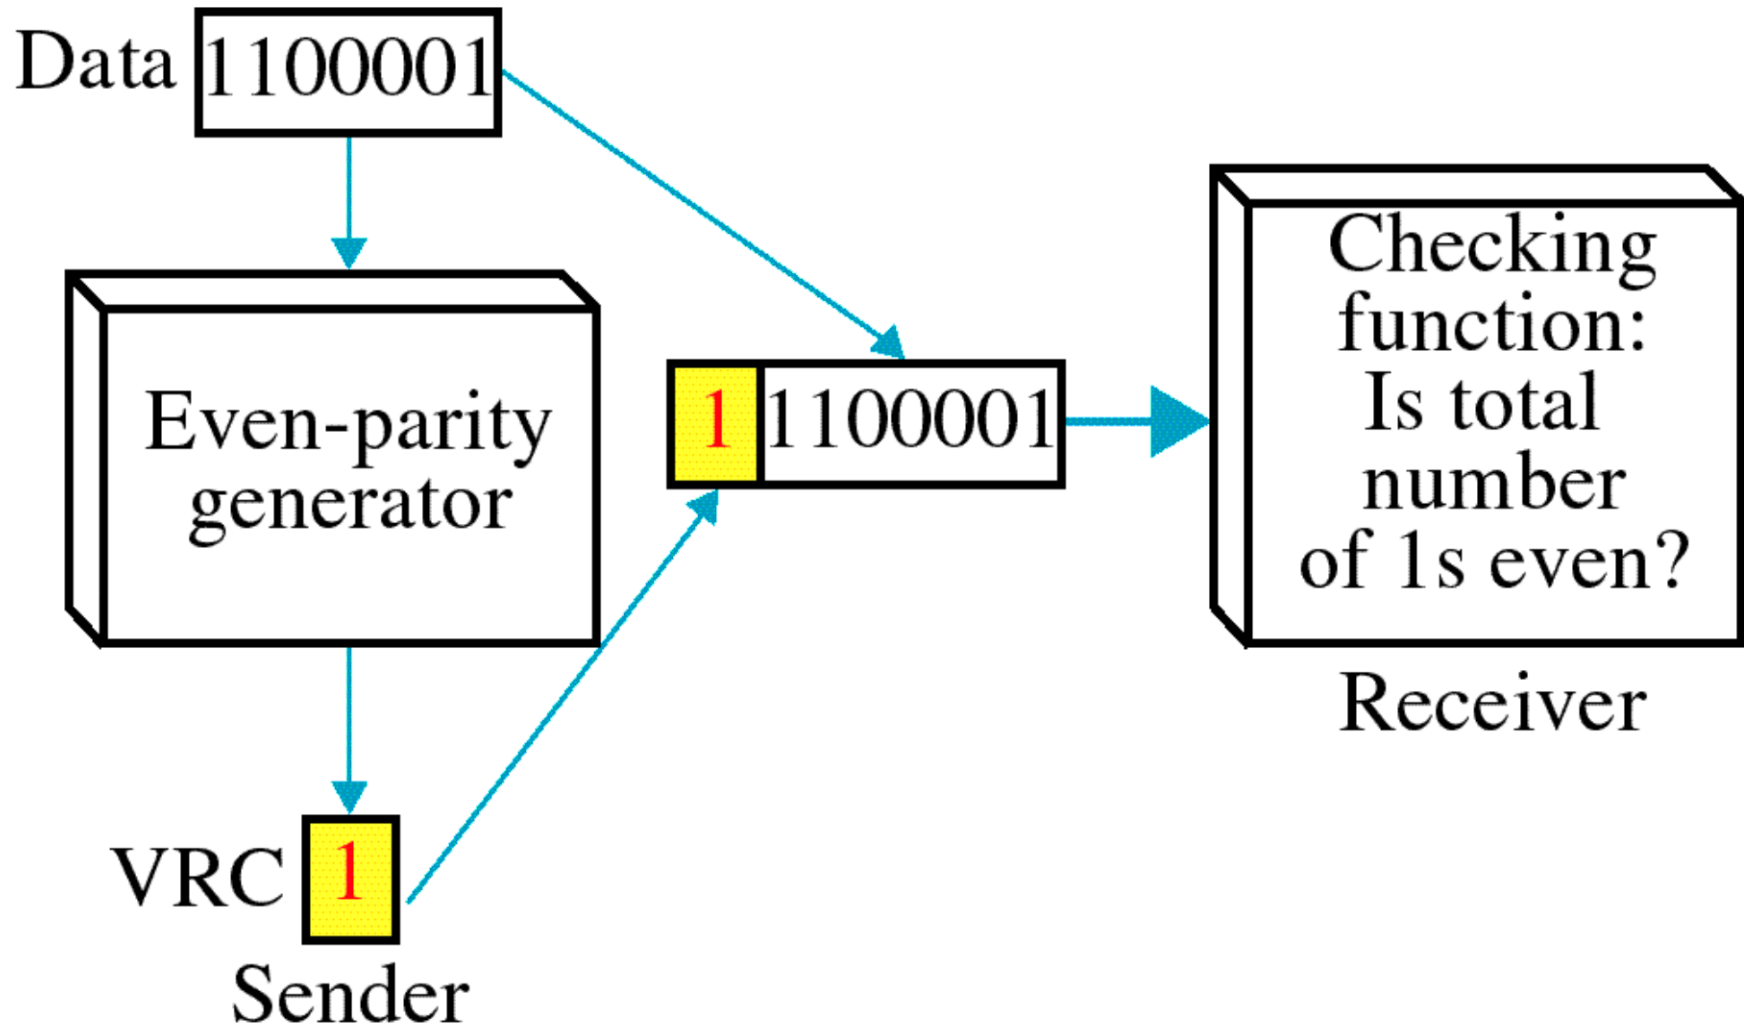 Data 1100001
Even-parity
generator
VRC 1
Sender
1 1100001
Checking
function:
Is total
number
of 1s even?
Receiver